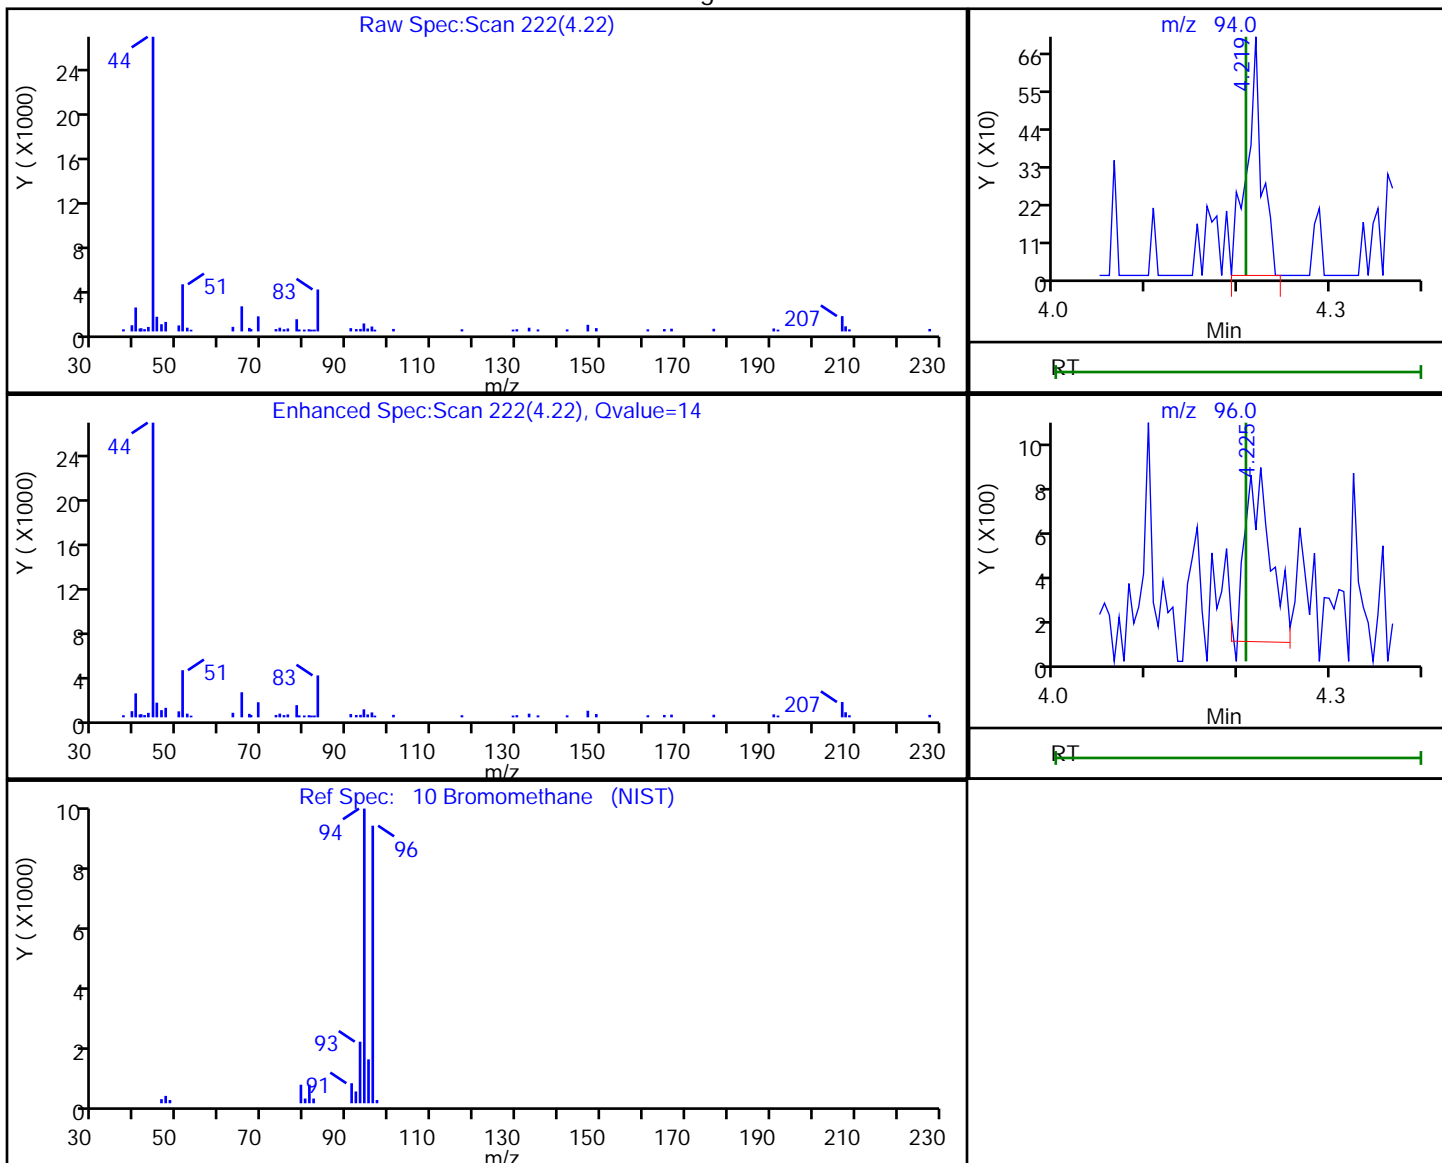 Raw Spec:Scan 222(4.22)
Y ( X1000)
24
20
16
12
8
4
0
44
51
83
207
30 50 70 90 110 130 150 170 190 210 230
m/z
m/z 94.0
Y ( X10)
66
55
44
33
22
11
0
4.219
4.0 4.3
Min
RT
Enhanced Spec:Scan 222(4.22), Qvalue=14
Y ( X1000)
24
20
16
12
8
4
0
44
51
83
207
30 50 70 90 110 130 150 170 190 210 230
m/z
m/z 96.0
Y ( X100)
10
8
6
4
2
0
4.225
4.0 4.3
Min
RT
Ref Spec: 10 Bromomethane (NIST)
Y ( X1000)
10
8
6
4
2
0
94
96
93
91
30 50 70 90 110 130 150 170 190 210 230
m/z